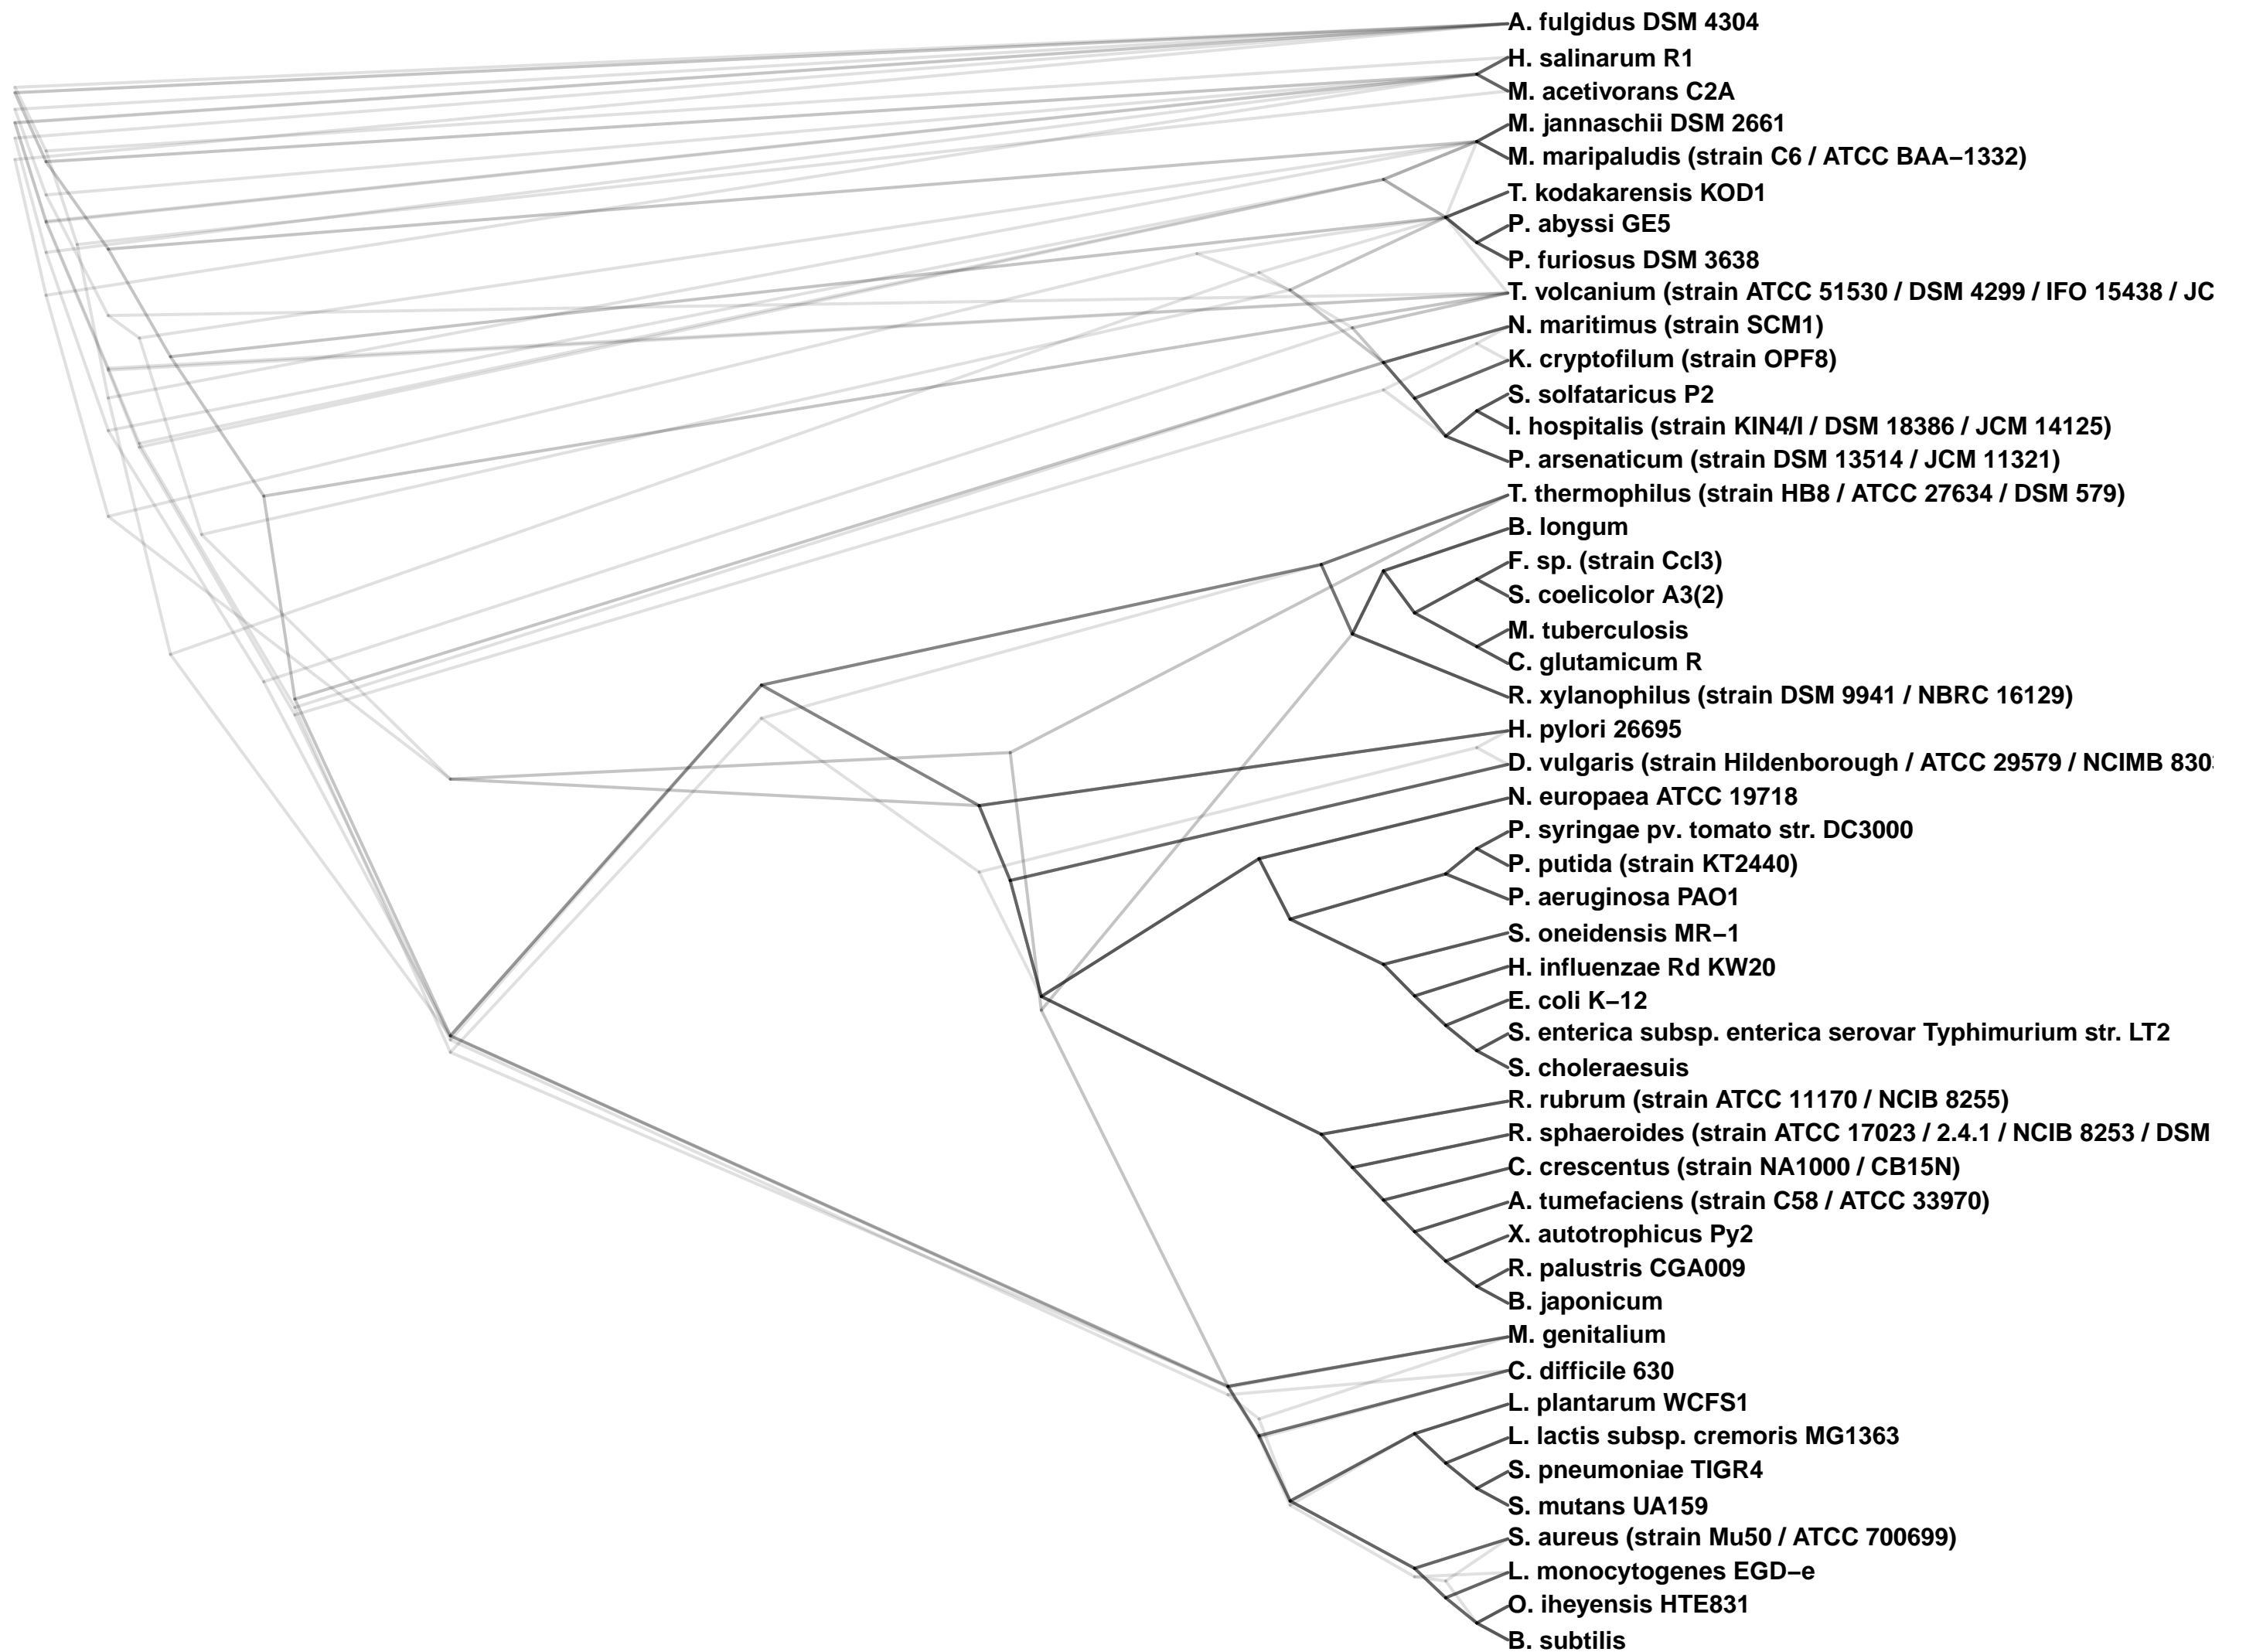 A. fulgidus DSM 4304
H. salinarum R1
M. acetivorans C2A
M. jannaschii DSM 2661
M. maripaludis (strain C6 / ATCC BAA−1332)
T. kodakarensis KOD1
P. abyssi GE5
P. furiosus DSM 3638
T. volcanium (strain ATCC 51530 / DSM 4299 / IFO 15438 / JC
N. maritimus (strain SCM1)
K. cryptofilum (strain OPF8)
S. solfataricus P2
I. hospitalis (strain KIN4/I / DSM 18386 / JCM 14125)
P. arsenaticum (strain DSM 13514 / JCM 11321)
T. thermophilus (strain HB8 / ATCC 27634 / DSM 579)
B. longum
F. sp. (strain CcI3)
S. coelicolor A3(2)
M. tuberculosis
C. glutamicum R
R. xylanophilus (strain DSM 9941 / NBRC 16129)
H. pylori 26695
D. vulgaris (strain Hildenborough / ATCC 29579 / NCIMB 830
N. europaea ATCC 19718
P. syringae pv. tomato str. DC3000
P. putida (strain KT2440)
P. aeruginosa PAO1
S. oneidensis MR−1
H. influenzae Rd KW20
E. coli K−12
S. enterica subsp. enterica serovar Typhimurium str. LT2
S. choleraesuis
R. rubrum (strain ATCC 11170 / NCIB 8255)
R. sphaeroides (strain ATCC 17023 / 2.4.1 / NCIB 8253 / DSM
C. crescentus (strain NA1000 / CB15N)
A. tumefaciens (strain C58 / ATCC 33970)
X. autotrophicus Py2
R. palustris CGA009
B. japonicum
M. genitalium
C. difficile 630
L. plantarum WCFS1
L. lactis subsp. cremoris MG1363
S. pneumoniae TIGR4
S. mutans UA159
S. aureus (strain Mu50 / ATCC 700699)
L. monocytogenes EGD−e
O. iheyensis HTE831
B. subtilis